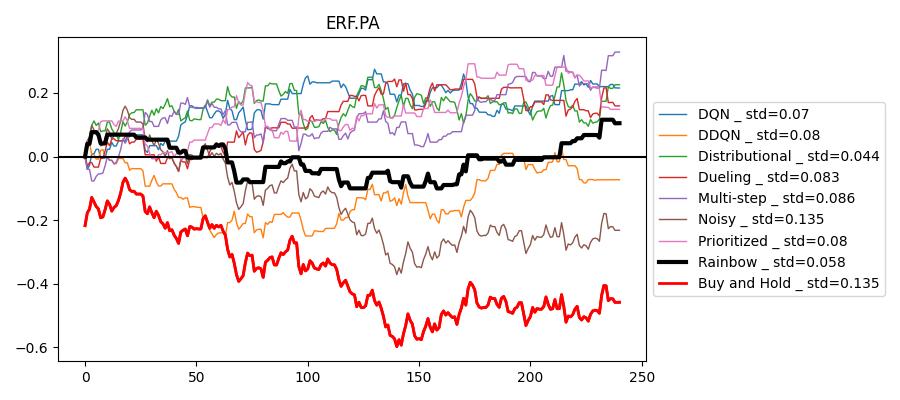 ERF.PA
0.2
0.0
−0.2
−0.4
−0.6
0
50
100
150
200
250
DQN _ std=0.07
DDQN _ std=0.08
Distributional _ std=0.044
Dueling _ std=0.083
Multi-step _ std=0.086
Noisy _ std=0.135
Prioritized _ std=0.08
Rainbow _ std=0.058
Buy and Hold _ std=0.135